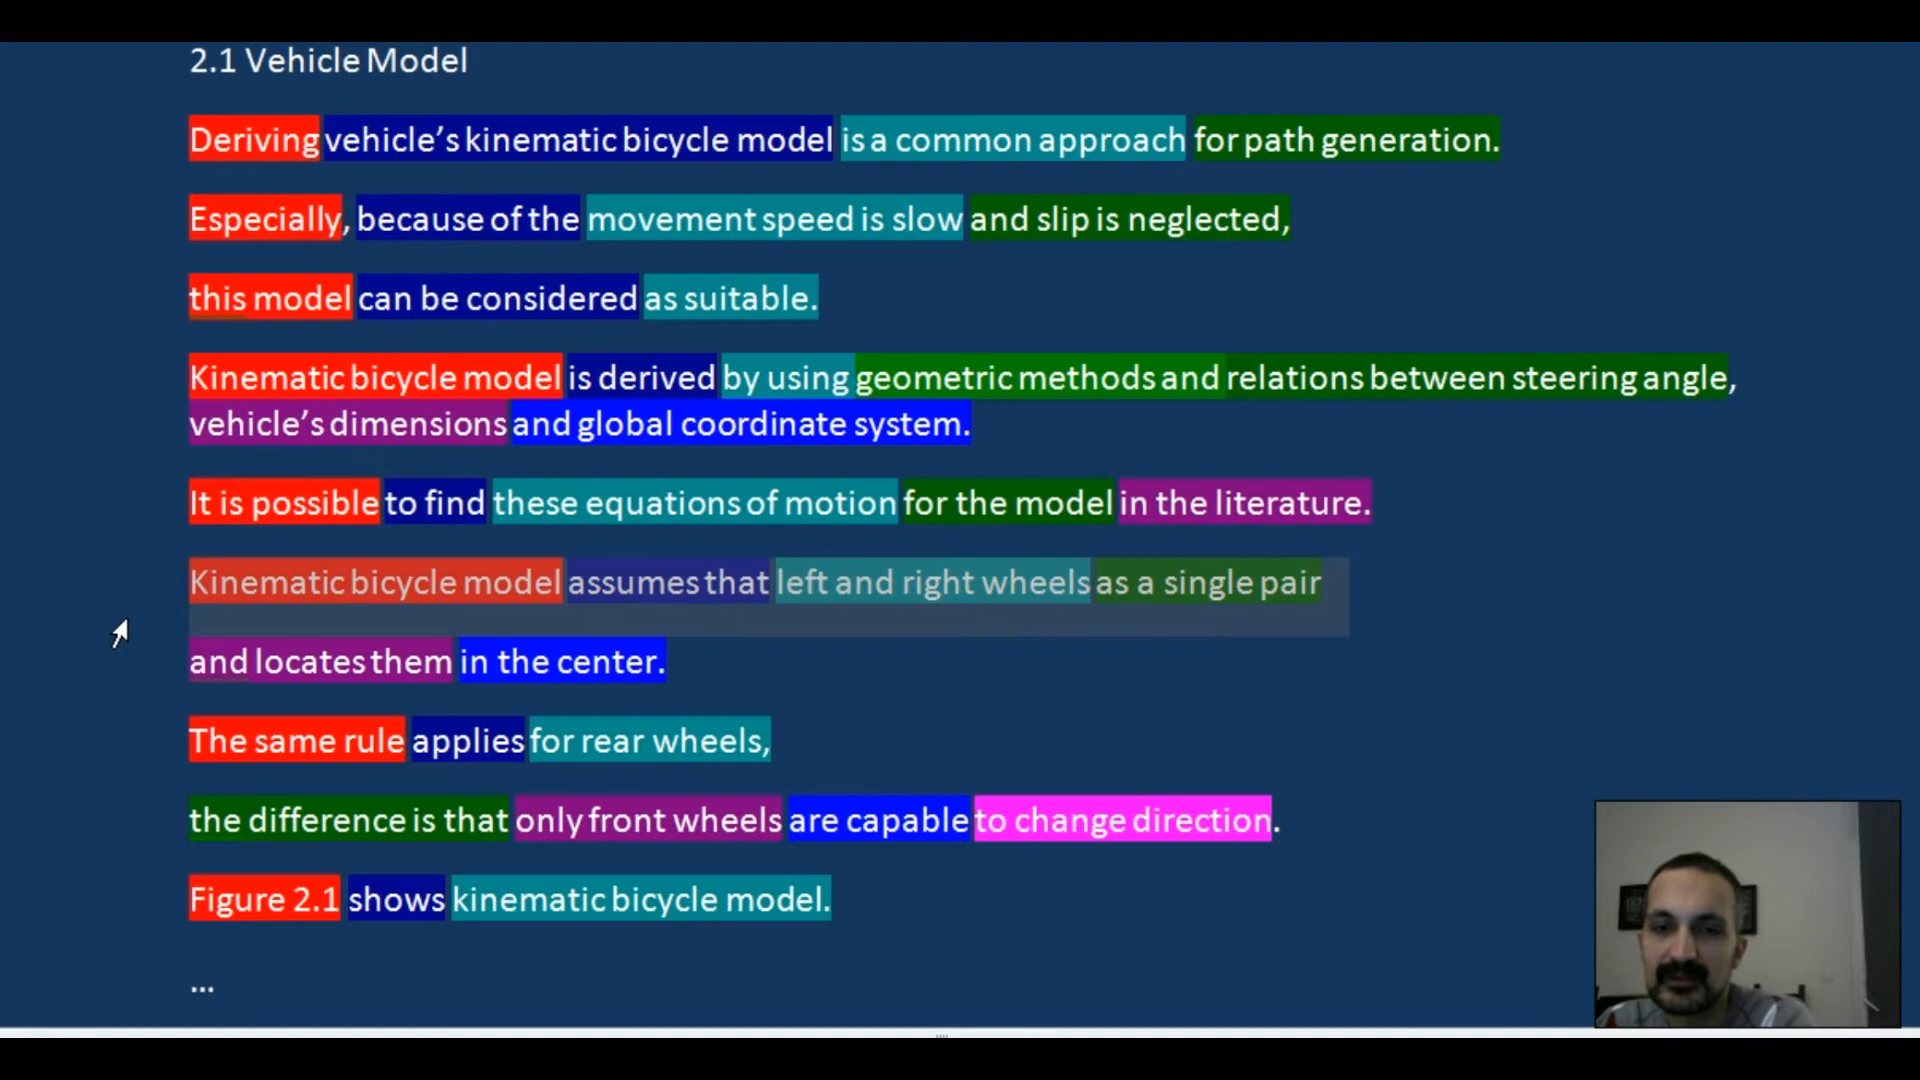 2.1 Vehicle Model
Deriving vehicle’s kinematic bicycle model is a common approach for path generation.
Especially, because of the movement speed is slow and slip is neglected,
this model can be considered as suitable.
Kinematic bicycle model is derived by using geometric methods and relations between steering angle,
vehicle’s dimensions and global coordinate system.
It is possible to find these equations of motion for the model in the literature.
Kinematic bicycle model assumes that left and right wheels as a single pair
and locates them in the center.
The same rule applies for rear wheels,
the difference is that only front wheels are capable to change direction.
Figure 2.1 shows kinematic bicycle model.
...